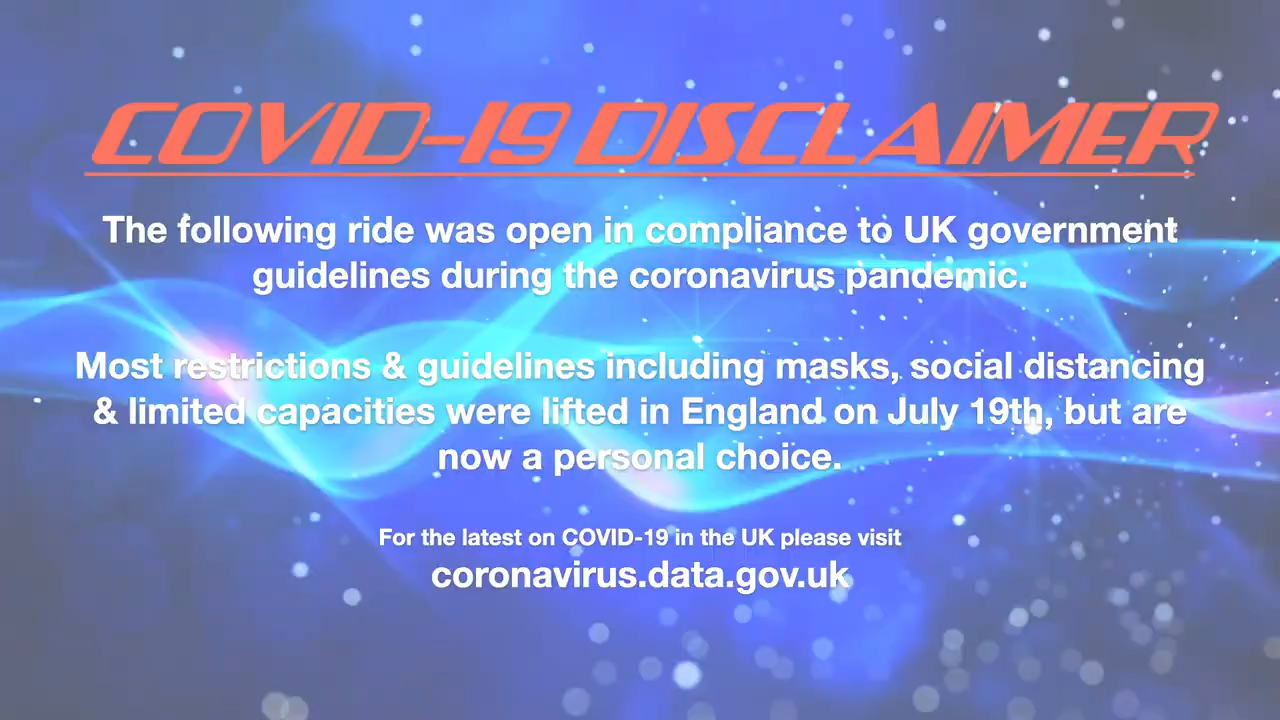 COVID-19 DISCLAIMER
The following ride was open in compliance to UK government
guidelines during the coronavirus pandemic.
Most restrictions & guidelines including masks, social distancing
& limited capacities were lifted in England on July 19th, but are
now a personal choice.
For the latest on COVID-19 in the UK please visit
coronavirus.data.gov.uk